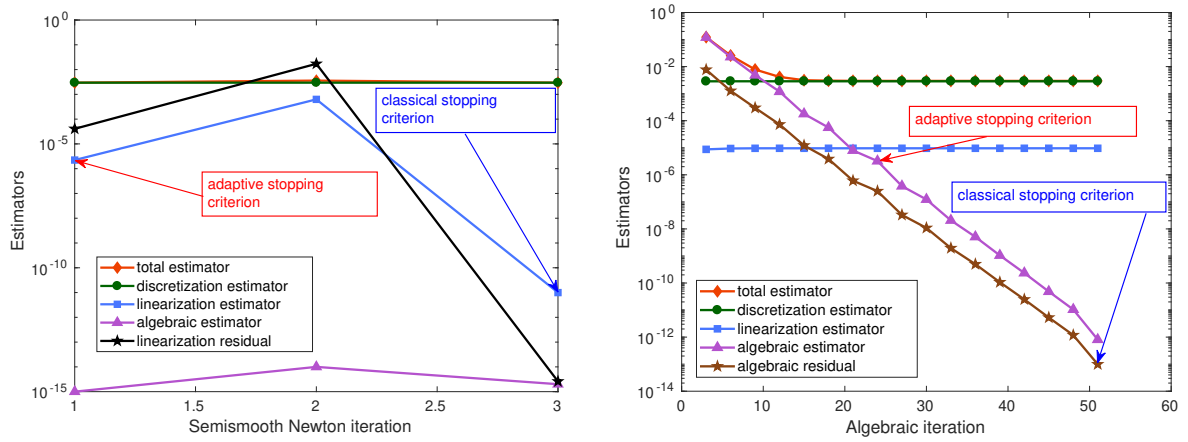 10^0
10^-5
10^-10
10^-15
Estimators
1
1.5
2
2.5
3
Semismooth Newton iteration
classical stopping
criterion
adaptive stopping
criterion
total estimator
discretization estimator
linearization estimator
algebraic estimator
linearization residual
10^0
10^-2
10^-4
10^-6
10^-8
10^-10
10^-12
10^-14
Estimators
0
10
20
30
40
50
60
Algebraic iteration
adaptive stopping criterion
classical stopping criterion
total estimator
discretization estimator
linearization estimator
algebraic estimator
algebraic residual